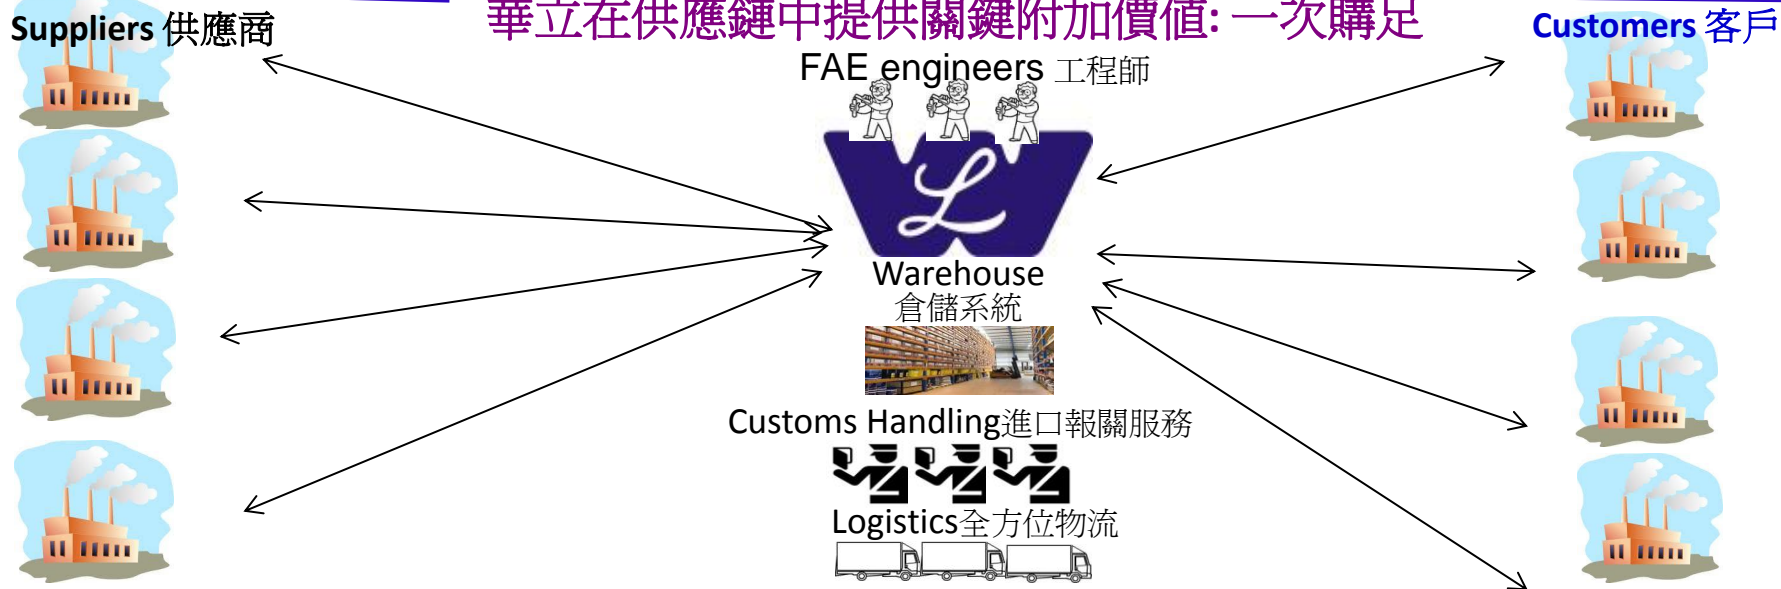 華立在供應鏈中提供關鍵附加價值: 一次購足
Suppliers 供應商
Customers 客戶
FAE engineers 工程師
L
Warehouse
倉儲系統
Customs Handling進口報關服務
Logistics全方位物流